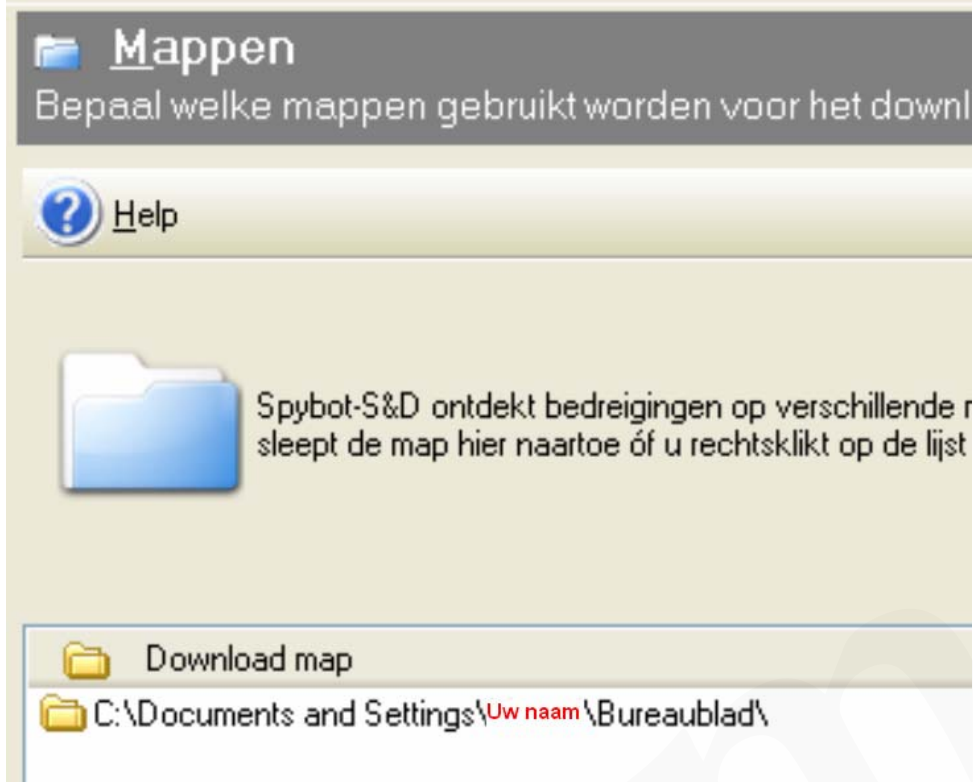 Mappen
Bepaal welke mappen gebruikt worden voor het downl
Help
Spybot-S&D ontdekt bedreigingen op verschillende
sleept de map hier naartoe óf u rechtsklikt op de lijst
Download map
C:\Documents and Settings\Uw naam\Bureaublad\